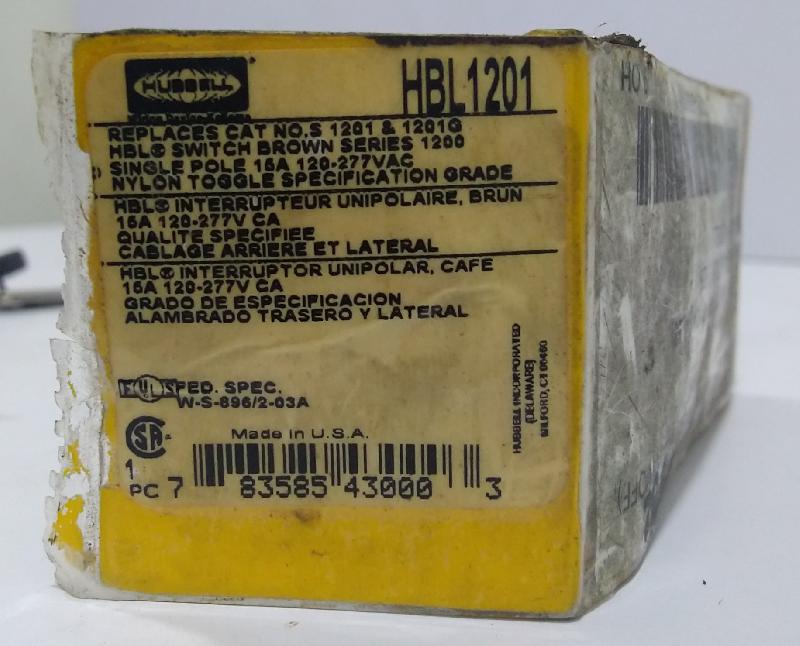 HUBBELL
HBL1201
REPLACES CAT NO.S 1201 & 1201G
HBL® SWITCH BROWN SERIES 1200
SINGLE POLE 15A 120-277VAC
NYLON TOGGLE SPECIFICATION GRADE
HBL® INTERRUPTEUR UNIPOLAIRE, BRUN
15A 120-277V CA
QUALITE SPECIFIEE
CABLAGE ARRIERE ET LATERAL
HBL® INTERRUPTOR UNIPOLAR, CAFE
15A 120-277V CA
GRADO DE ESPECIFICACION
ALAMBRADO TRASERO Y LATERAL
HUBBELL INCORPORATED
(DELAWARE)
MILFORD, CT 06460
FED. SPEC.
W-S-896/2-03A
Made in U.S.A.
1
PC 7 83585 43000 3